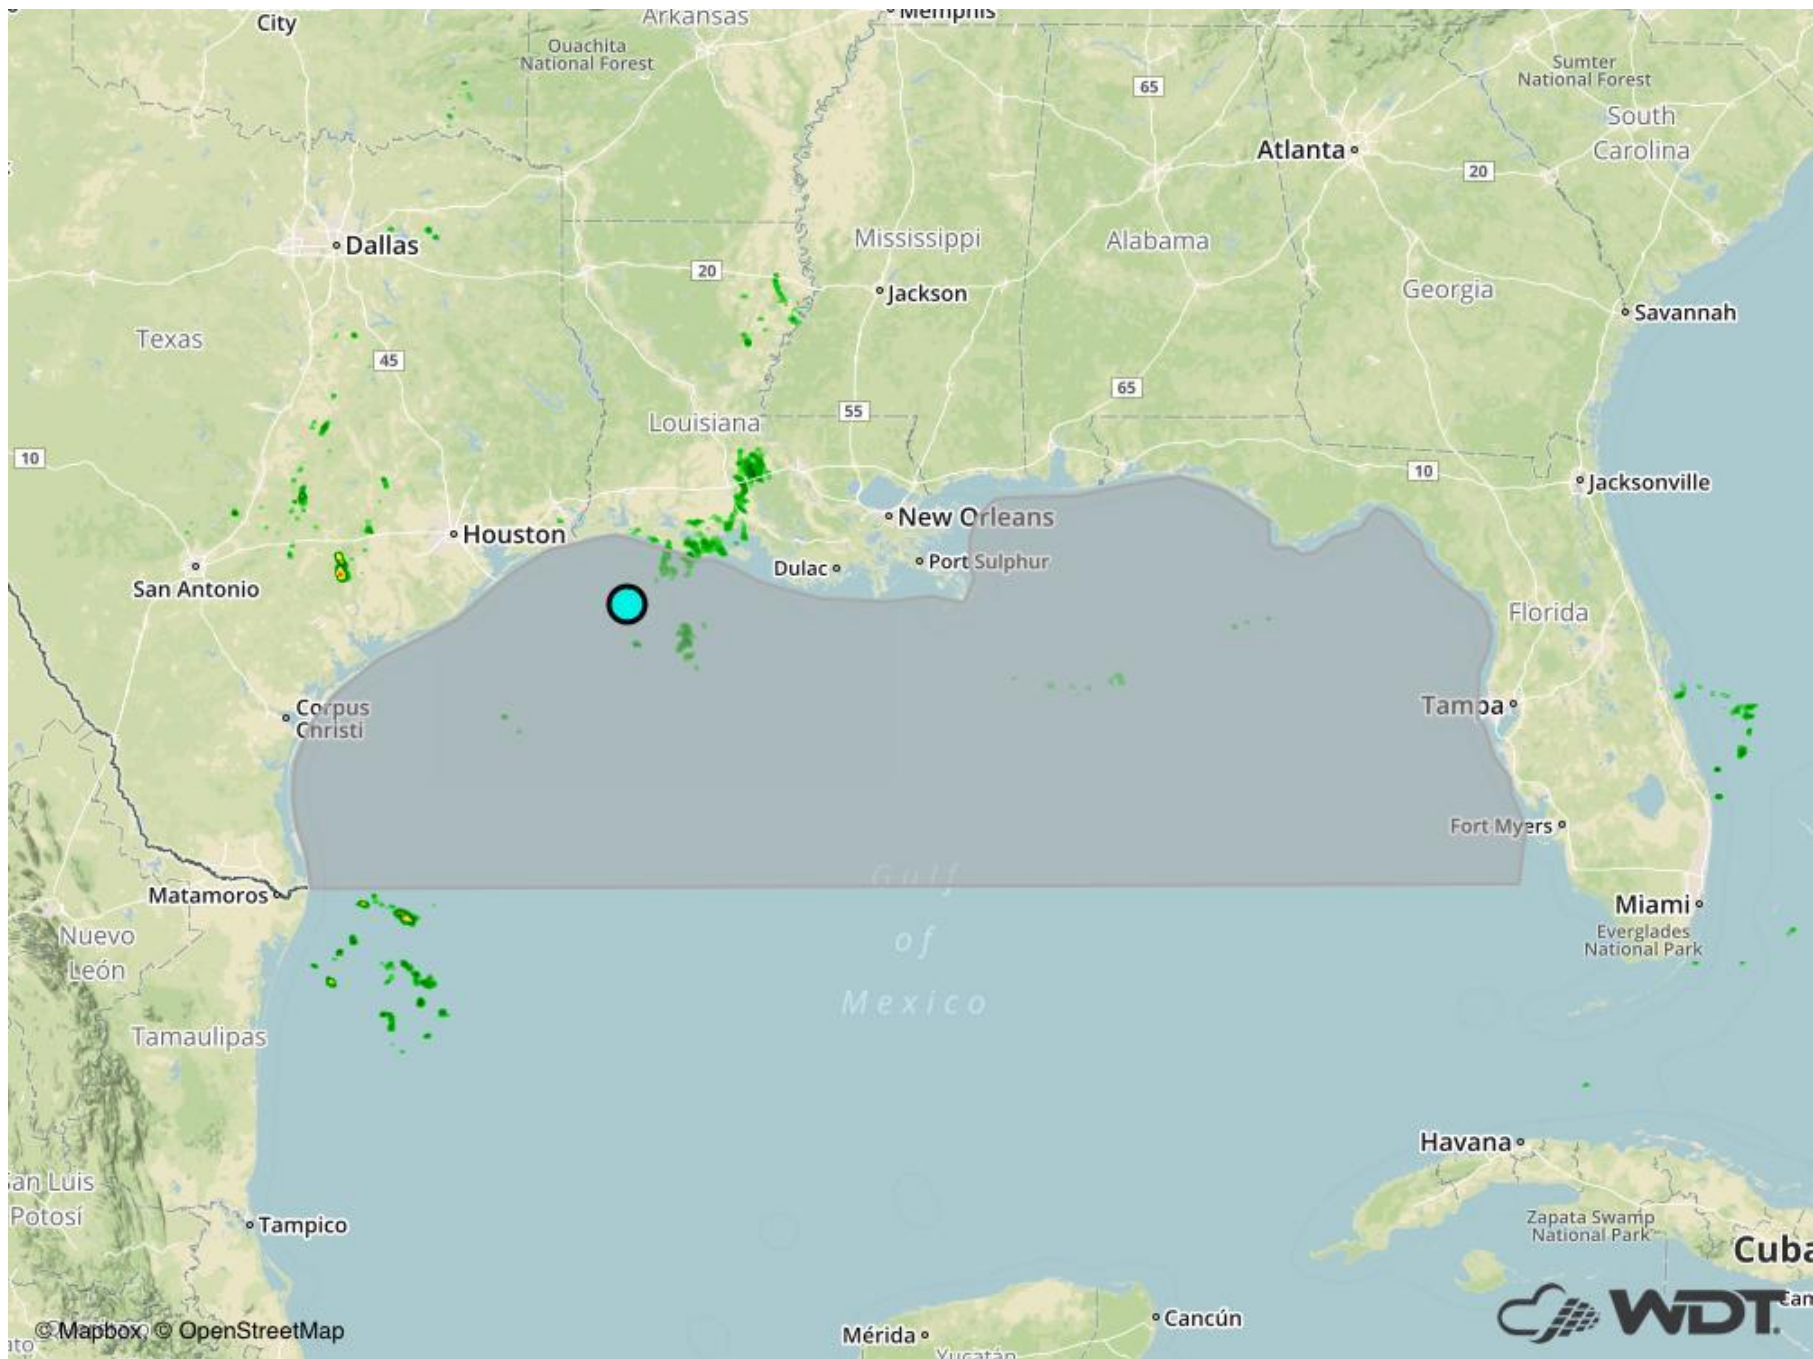 City
Arkansas
Memphis
Ouachita
National Forest
65
Sumter
National Forest
South
Carolina
Atlanta
20
Dallas
Mississippi
Alabama
20
Jackson
Georgia
Savannah
Texas
45
65
55
Louisiana
10
10
Jacksonville
New Orleans
Houston
Port Sulphur
Dulac
San Antonio
Florida
Corpus
Christi
Tampa
Fort Myers
Gulf
of
Mexico
Matamoros
Miami
Everglades
National Park
Nuevo
León
Tamaulipas
Havana
San Luis
Potosí
Tampico
Zapata Swamp
National Park
Cuba
WDT
Cam
Cancún
Mérida
Yucatán
© Mapbox, © OpenStreetMap